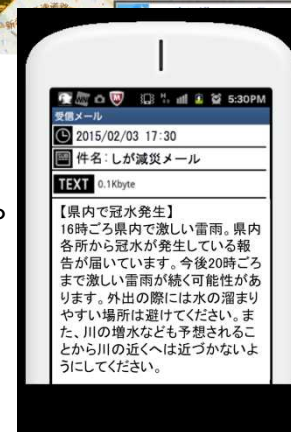 5:30PM
受信メール
2015/02/03 17:30
件名：しが減災メール
TEXT 0.1Kbyte
【県内で冠水発生】
16時ごろ県内で激しい雷雨。県内
各所から冠水が発生している報
告が届いています。今後20時ごろ
まで激しい雷雨が続く可能性があ
ります。外出の際には水の溜まり
やすい場所は避けてください。ま
た、川の増水なども予想されるこ
とから川の近くへは近づかないよ
うにしてください。